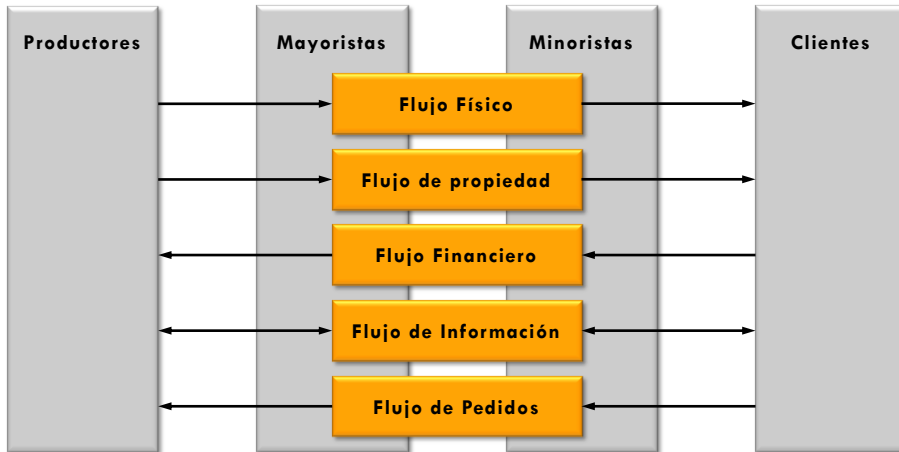 Productores
Mayoristas
Minoristas
Clientes
Flujo Físico
Flujo de propiedad
Flujo Financiero
Flujo de Información
Flujo de Pedidos